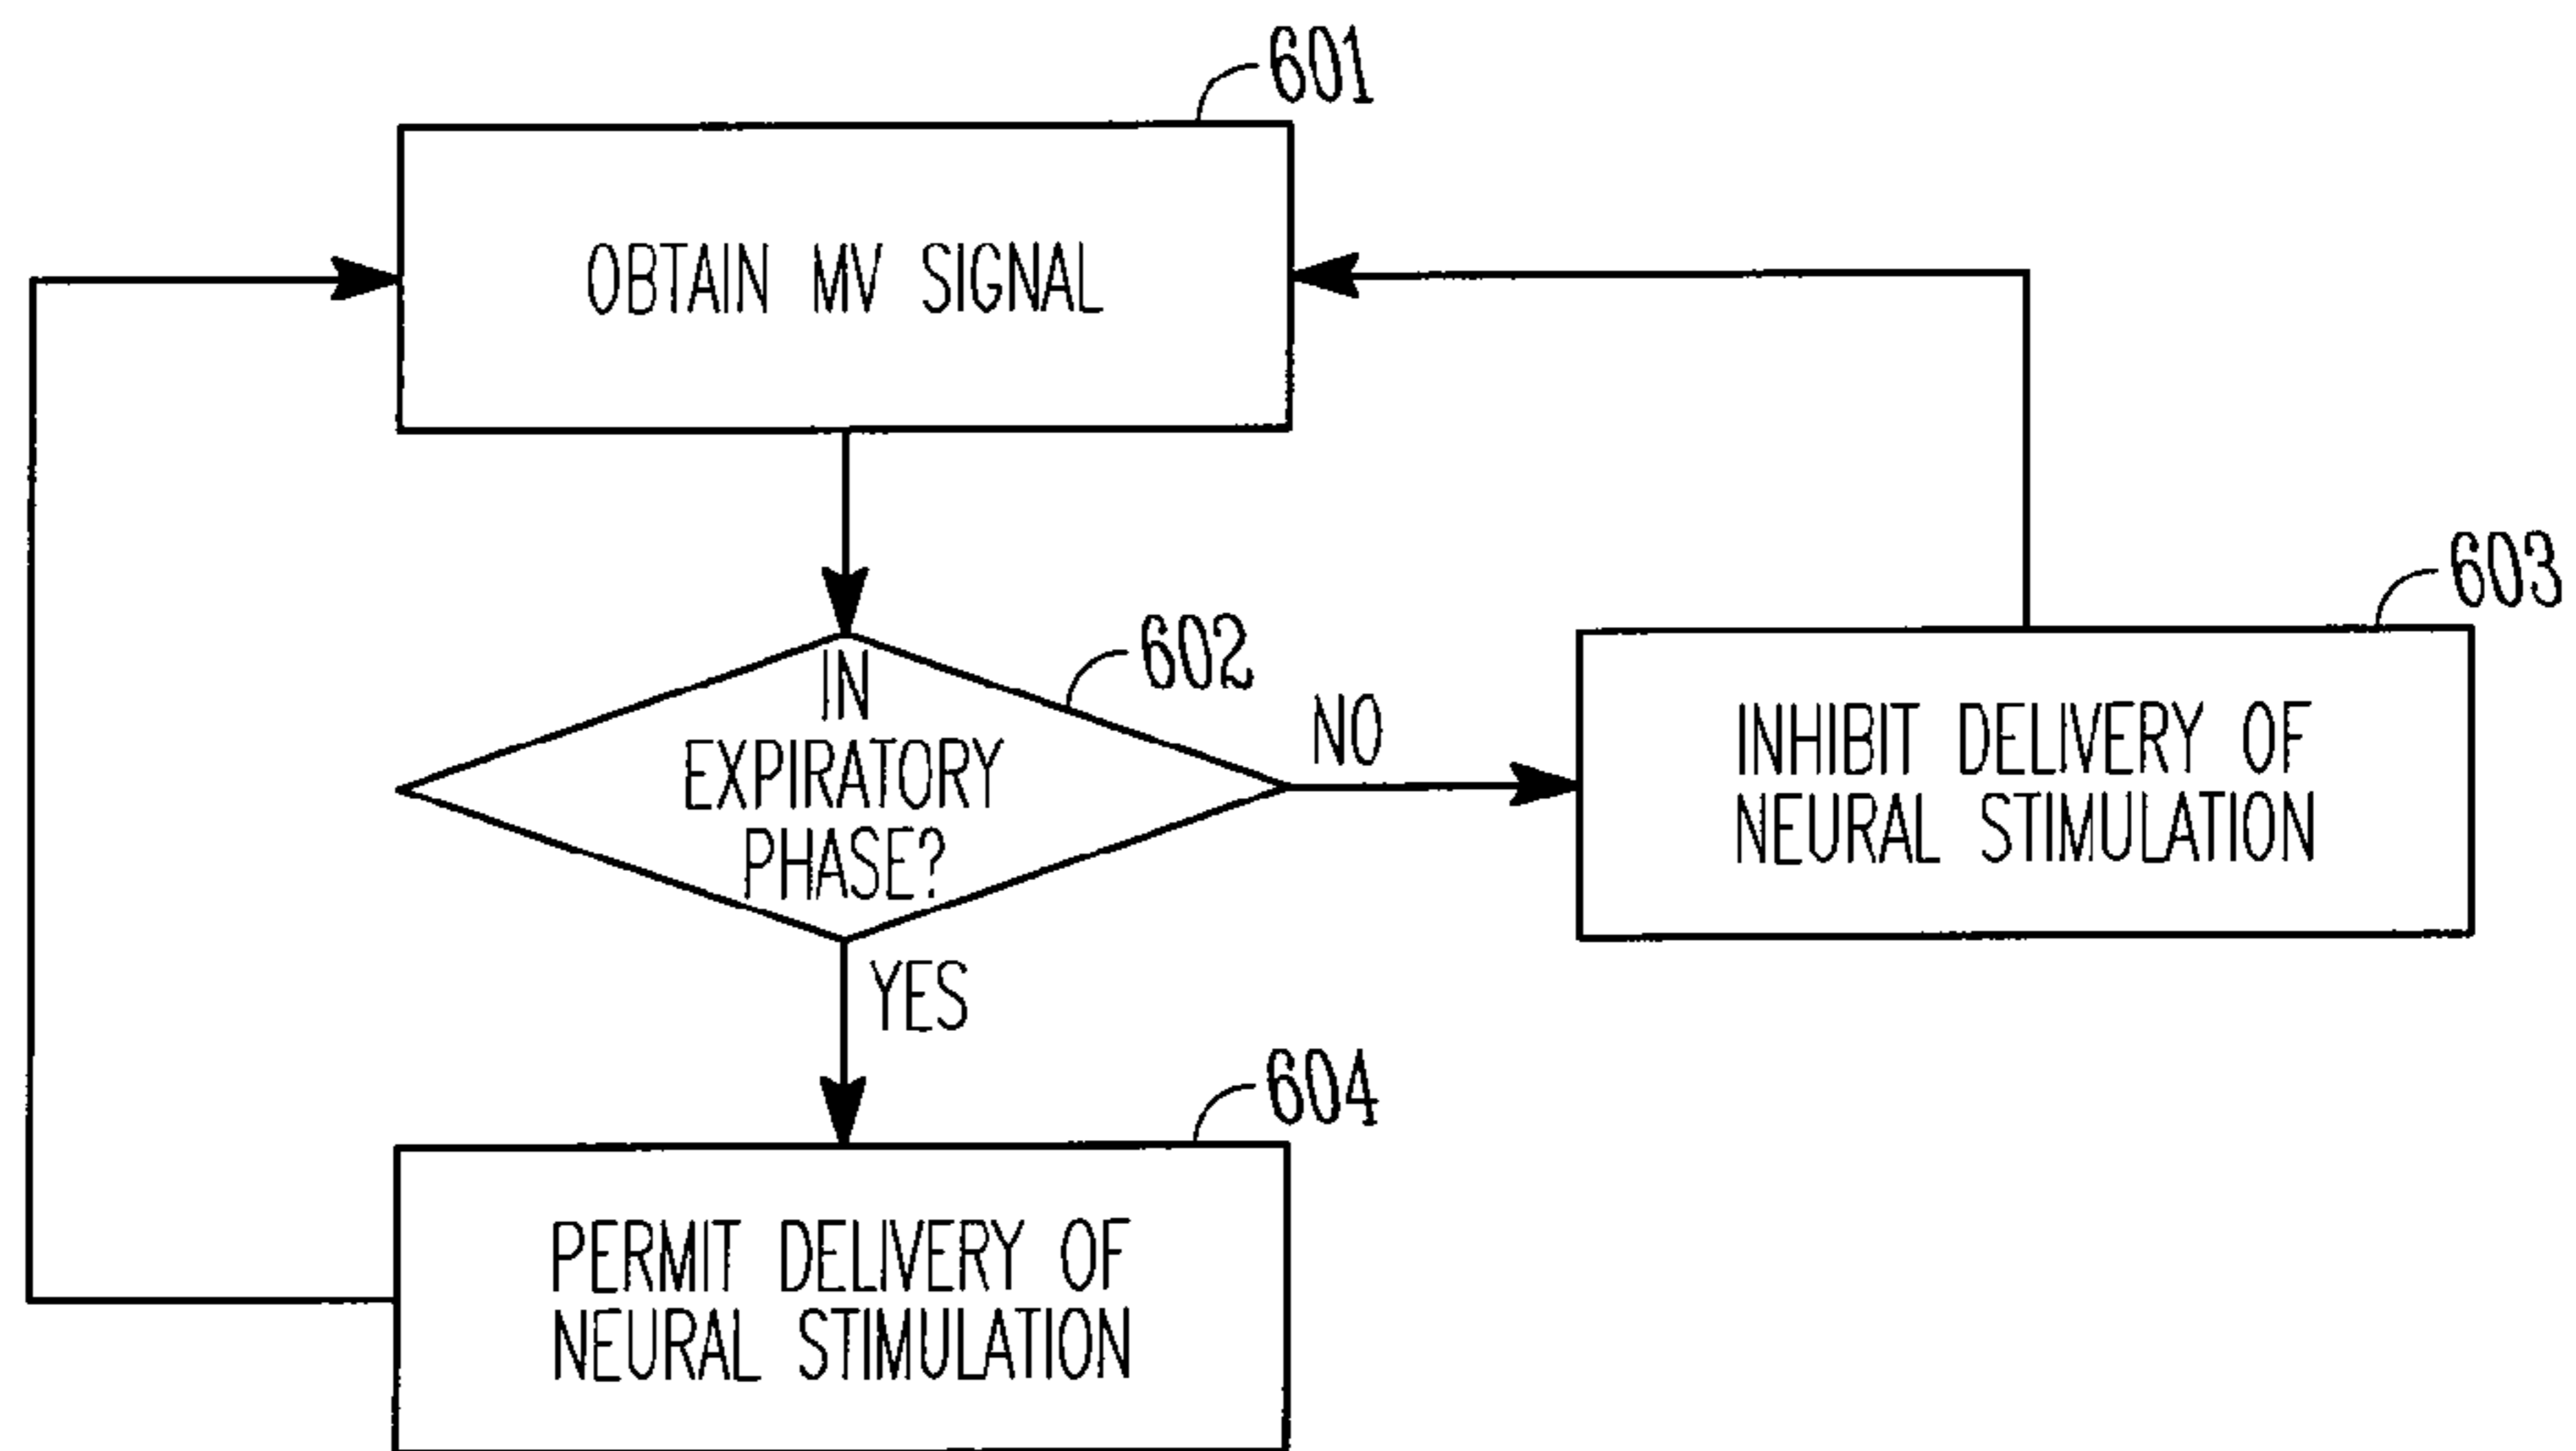 601
OBTAIN MV SIGNAL
602
IN
EXPIRATORY
PHASE?
NO
603
INHIBIT DELIVERY OF
NEURAL STIMULATION
YES
604
PERMIT DELIVERY OF
NEURAL STIMULATION